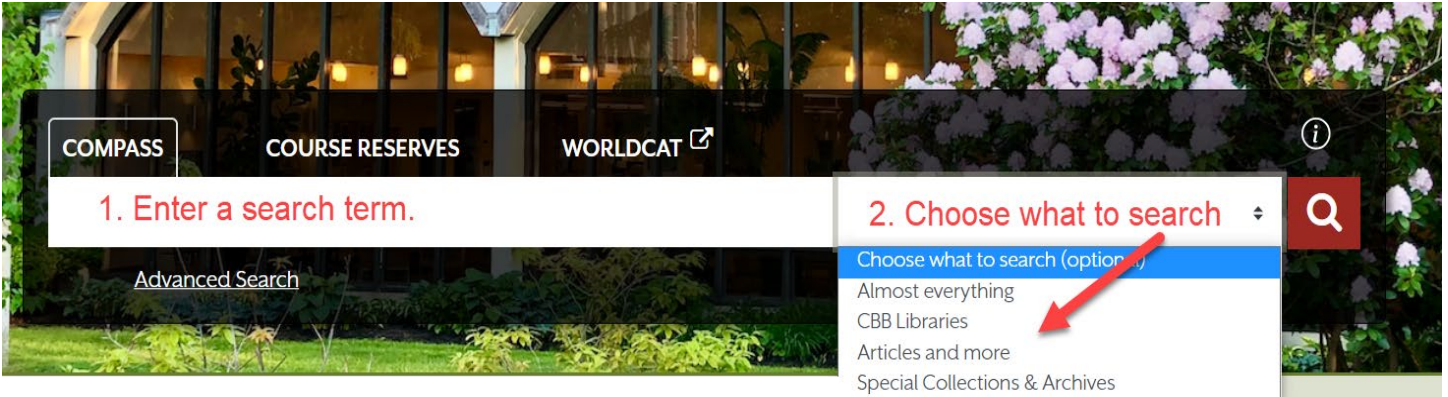 COMPASS
COURSE RESERVES
WORLDCAT
i
1. Enter a search term.
2. Choose what to search
Choose what to search (optional)
Advanced Search
Almost everything
CBB Libraries
Articles and more
Special Collections & Archives